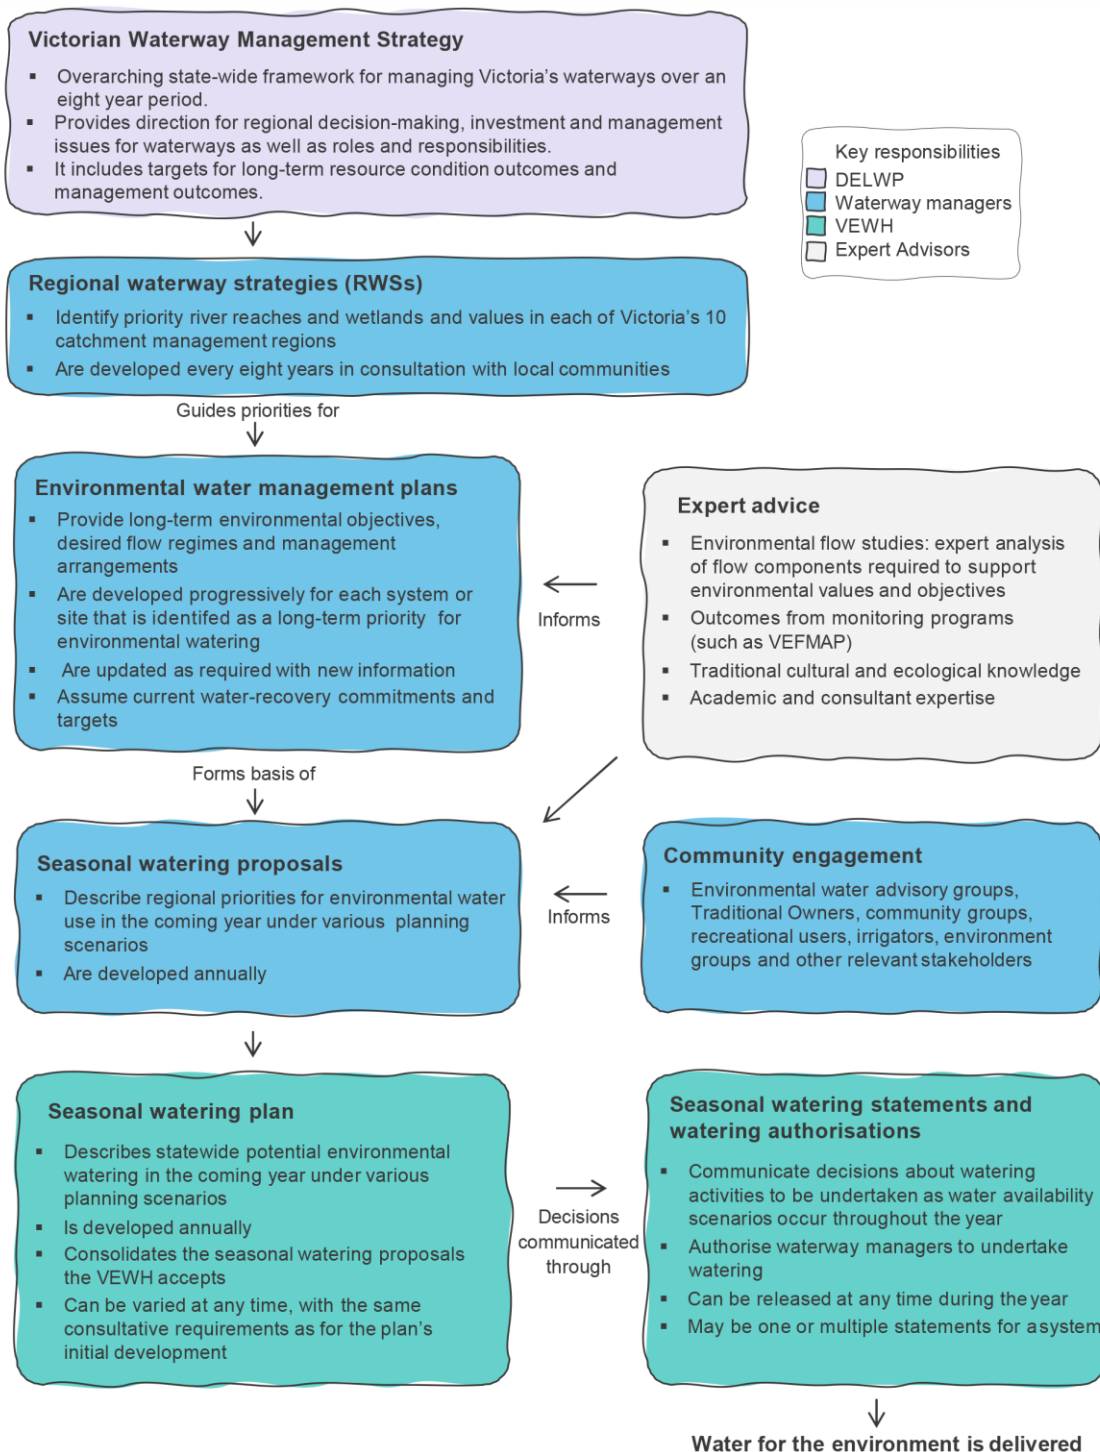 Victorian Waterway Management Strategy
▪ Overarching state-wide framework for managing Victoria's waterways over an
eight year period.
▪ Provides direction for regional decision-making, investment and management
issues for waterways as well as roles and responsibilities.
▪ It includes targets for long-term resource condition outcomes and
management outcomes.
Key responsibilities
DELWP
Waterway managers
VEWH
Expert Advisors
Regional waterway strategies (RWSs)
▪ Identify priority river reaches and wetlands and values in each of Victoria's 10
catchment management regions
▪ Are developed every eight years in consultation with local communities
Guides priorities for
Environmental water management plans
▪ Provide long-term environmental objectives,
desired flow regimes and management
arrangements
▪ Are developed progressively for each system or
site that is identifed as a long-term priority for
environmental watering
▪ Are updated as required with new information
▪ Assume current water-recovery commitments and
targets
Informs
Expert advice
▪ Environmental flow studies: expert analysis
of flow components required to support
environmental values and objectives
▪ Outcomes from monitoring programs
(such as VEFMAP)
▪ Traditional cultural and ecological knowledge
▪ Academic and consultant expertise
Forms basis of
Seasonal watering proposals
▪ Describe regional priorities for environmental water
use in the coming year under various planning
scenarios
▪ Are developed annually
Informs
Community engagement
▪ Environmental water advisory groups,
Traditional Owners, community groups,
recreational users, irrigators, environment
groups and other relevant stakeholders
Seasonal watering plan
▪ Describes statewide potential environmental
watering in the coming year under various
planning scenarios
▪ Is developed annually
▪ Consolidates the seasonal watering proposals
the VEWH accepts
▪ Can be varied at any time, with the same
consultative requirements as for the plan's
initial development
Decisions
communicated
through
Seasonal watering statements and
watering authorisations
▪ Communicate decisions about watering
activities to be undertaken as water availability
scenarios occur throughout the year
▪ Authorise waterway managers to undertake
watering
▪ Can be released at any time during the year
▪ May be one or multiple statements for asystem
Water for the environment is delivered